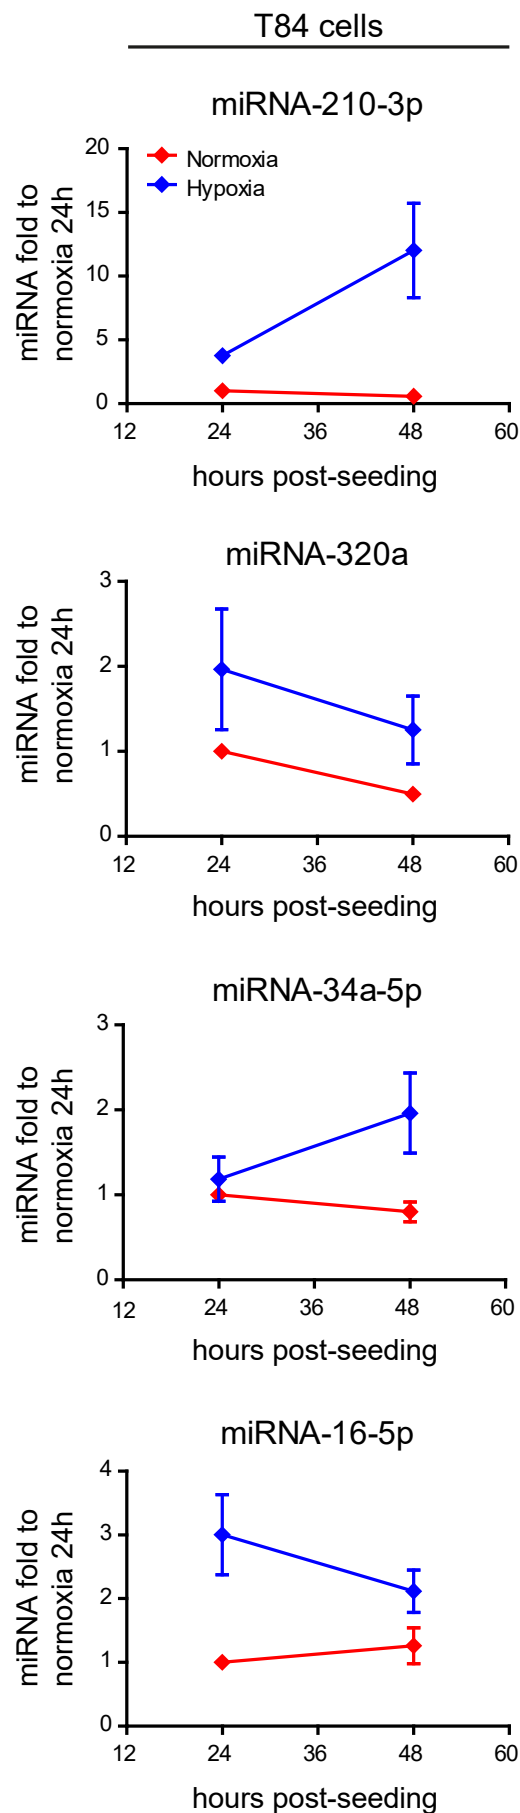 T84 cells
miRNA-210-3p
miRNA fold to
normoxia 24h
20
15
10
5
0
Normoxia
Hypoxia
12 24 36 48 60
hours post-seeding
miRNA-320a
miRNA fold to
normoxia 24h
3
2
1
0
12 24 36 48 60
hours post-seeding
miRNA-34a-5p
miRNA fold to
normoxia 24h
3
2
1
0
12 24 36 48 60
hours post-seeding
miRNA-16-5p
miRNA fold to
normoxia 24h
4
3
2
1
0
12 24 36 48 60
hours post-seeding